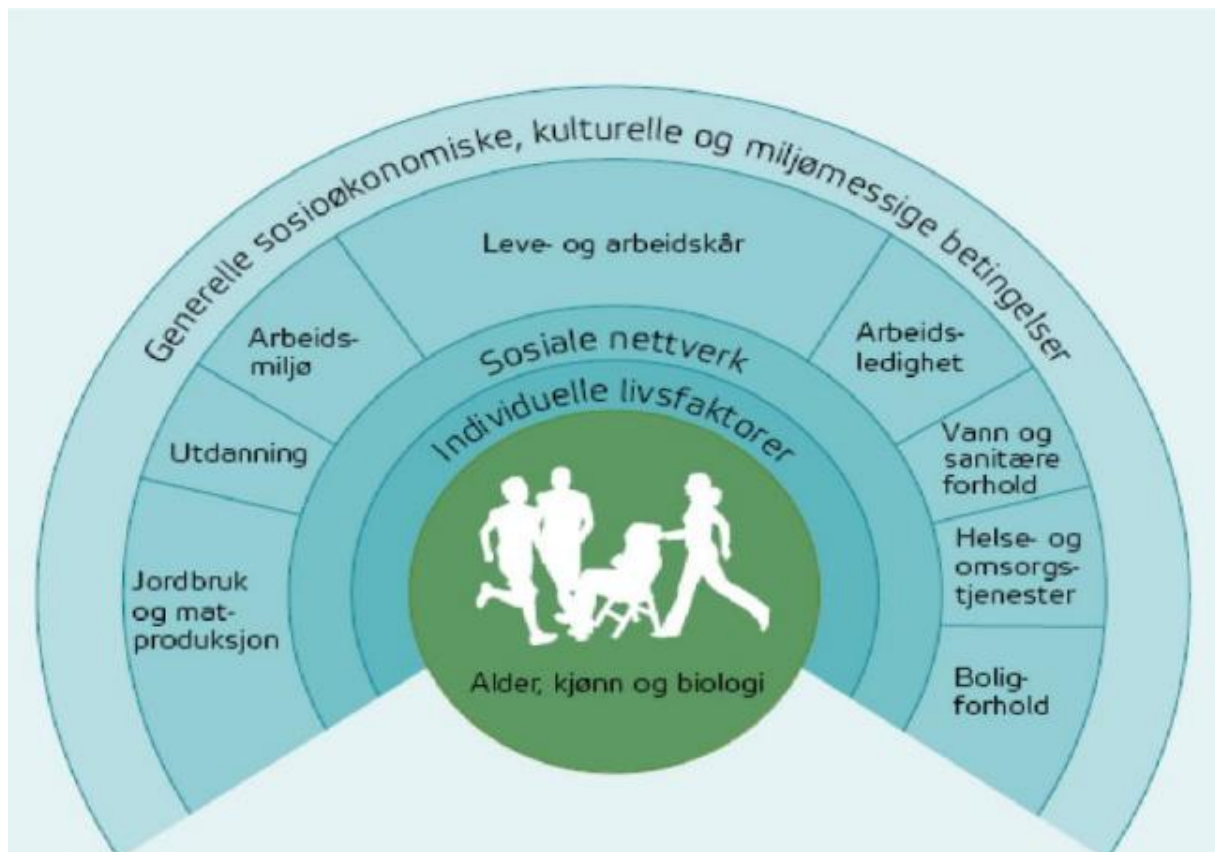 Generelle sosioøkonomiske, kulturelle og miljømessige betingelser
Leve- og arbeidskår
Arbeids-
miljø
Utdanning
Jordbruk
og mat-
produksjon
Arbeids-
ledighet
Vann og
sanitære
forhold
Helse- og
omsorgs-
tjenester
Bolig-
forhold
Sosiale nettverk
Individuelle livsfaktorer
Alder, kjønn og biologi